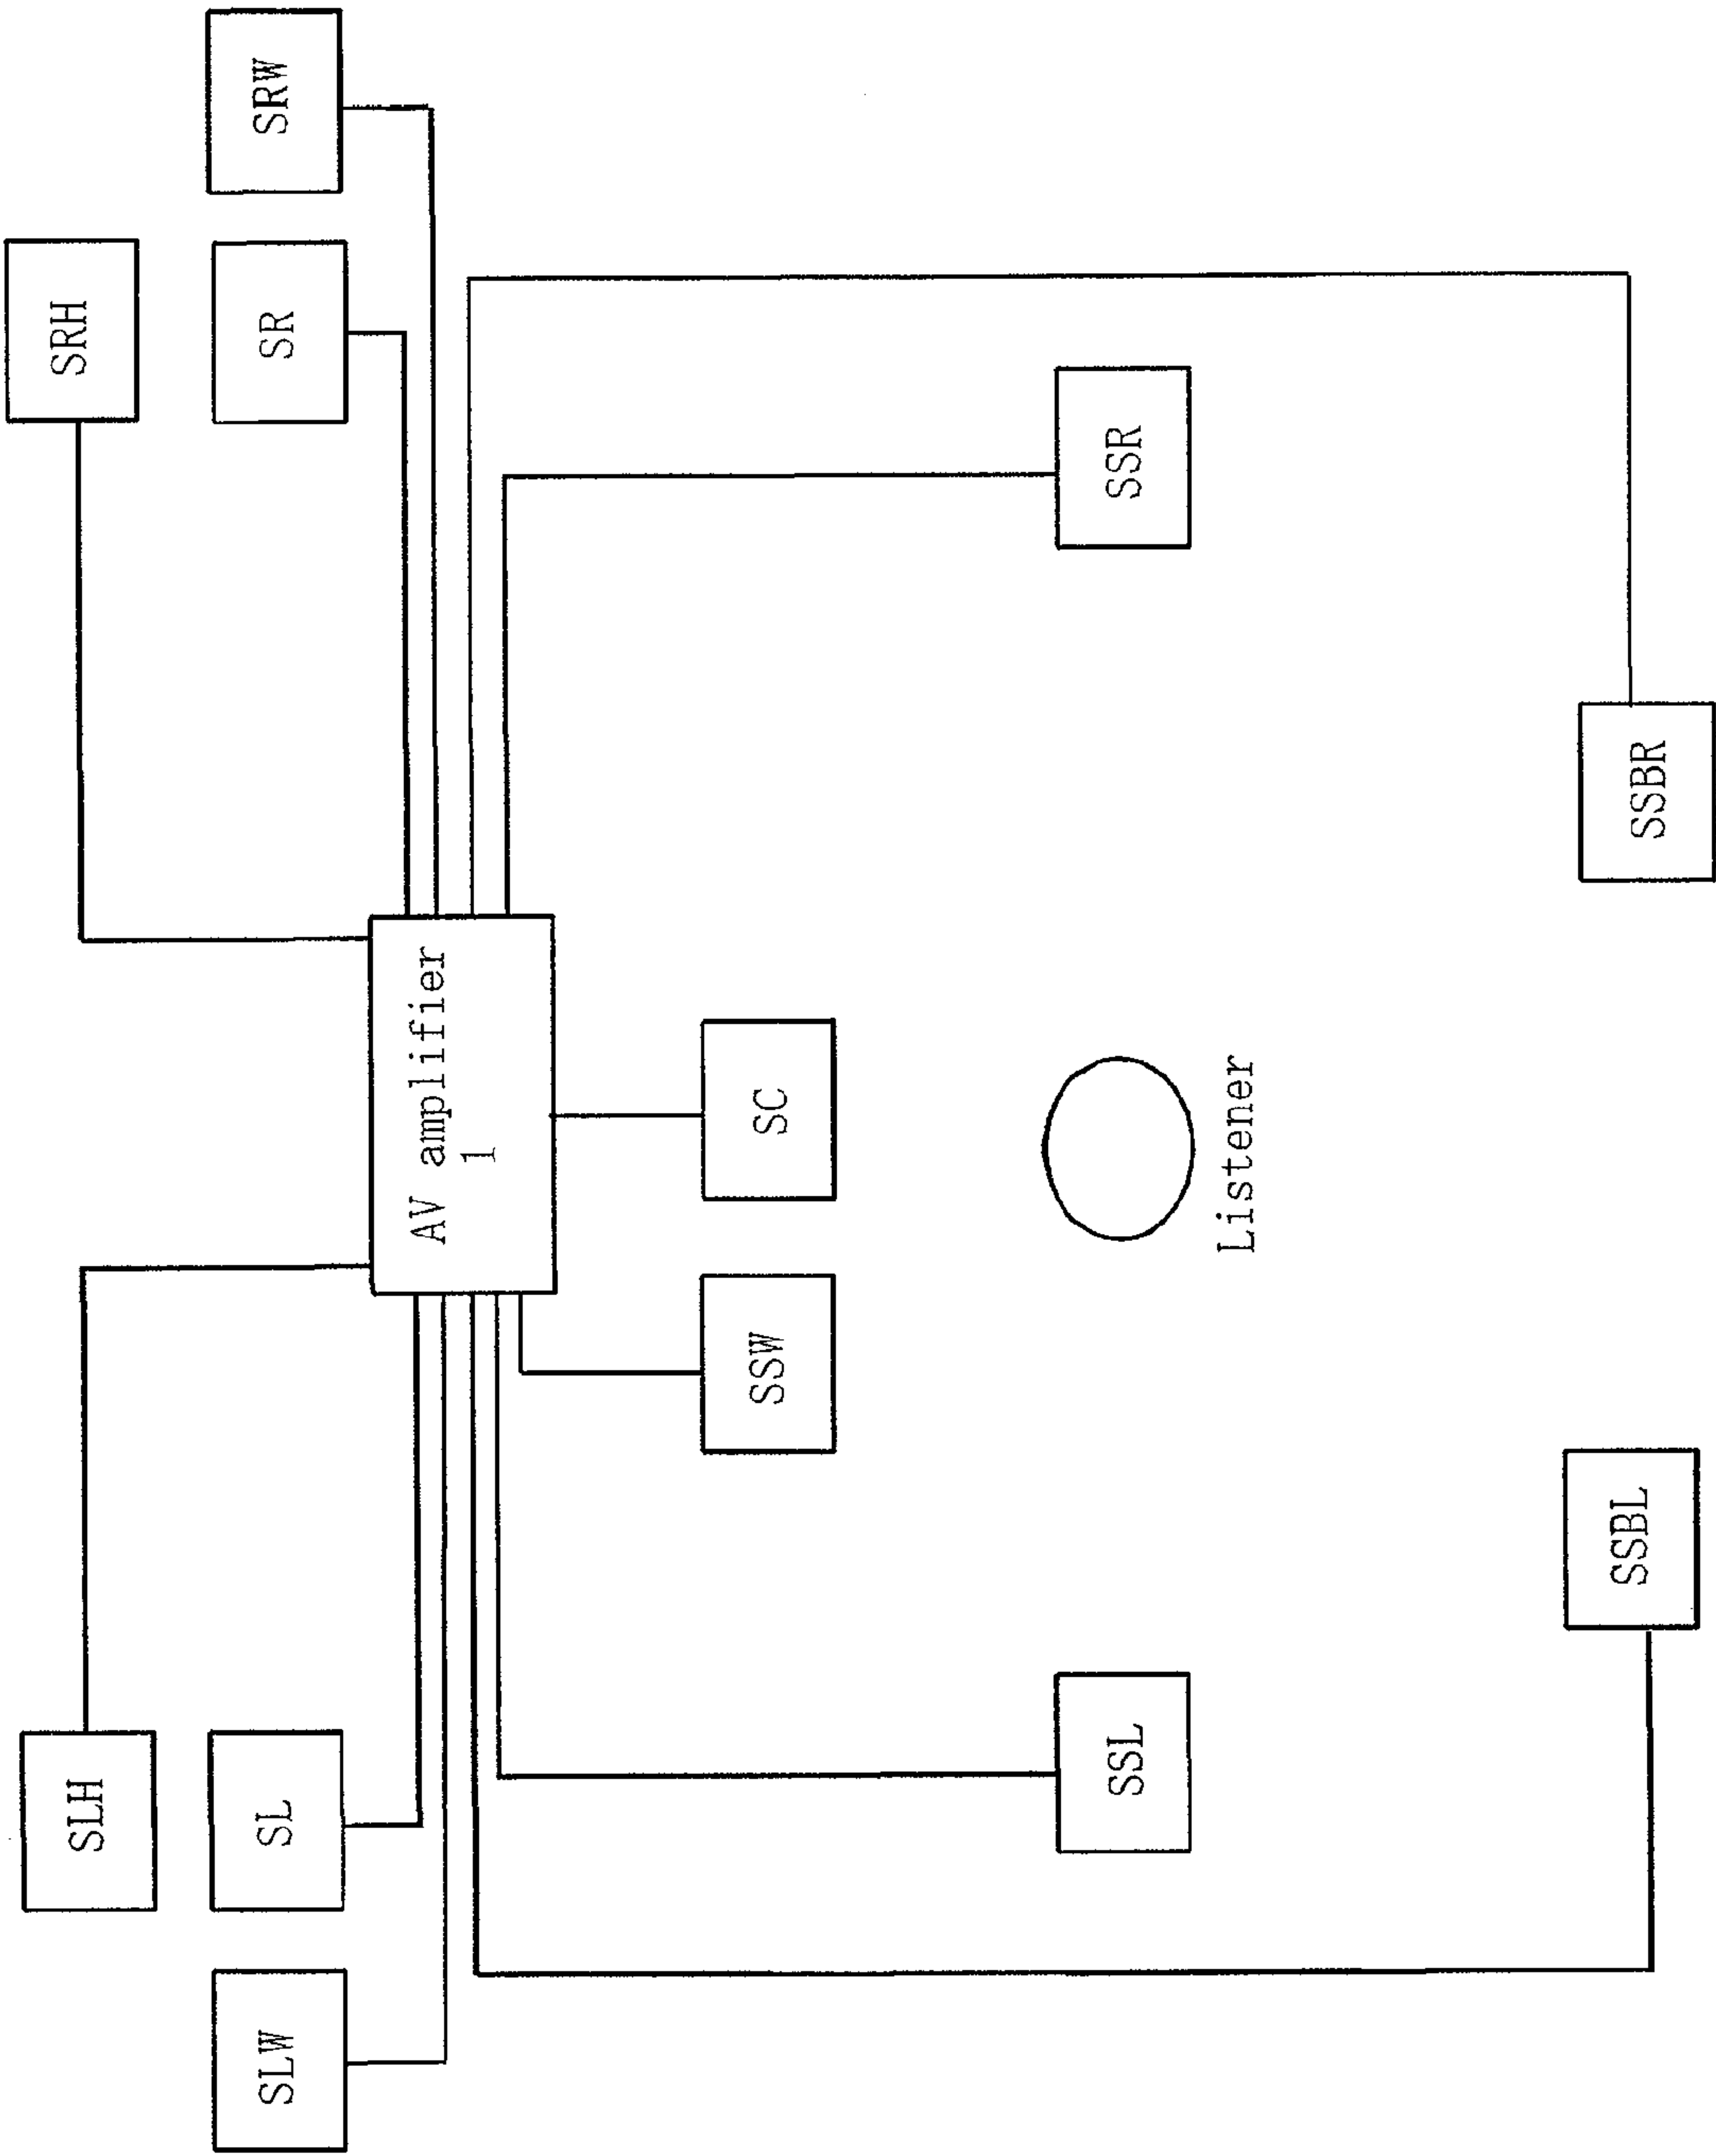 SLH
SRH
SLW
SL
SR
SRW
AV amplifier
1
SSW
SC
SSL
SSR
Listener
SSBL
SSBR